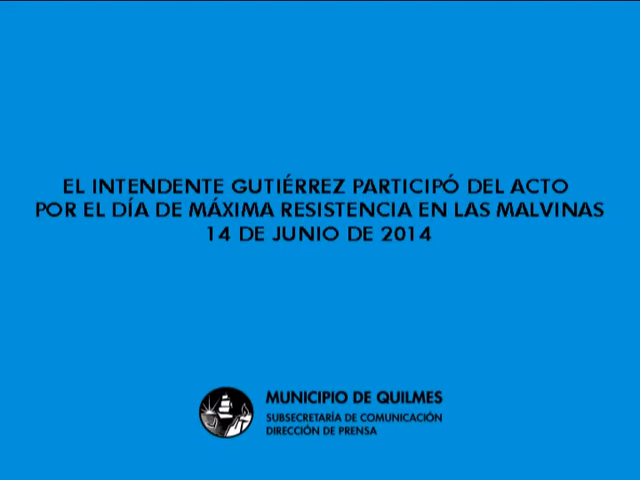 EL INTENDENTE GUTIÉRREZ PARTICIPÓ DEL ACTO
POR EL DÍA DE MÁXIMA RESISTENCIA EN LAS MALVINAS
14 DE JUNIO DE 2014
MUNICIPIO DE QUILMES
SUBSECRETARÍA DE COMUNICACIÓN
DIRECCIÓN DE PRENSA